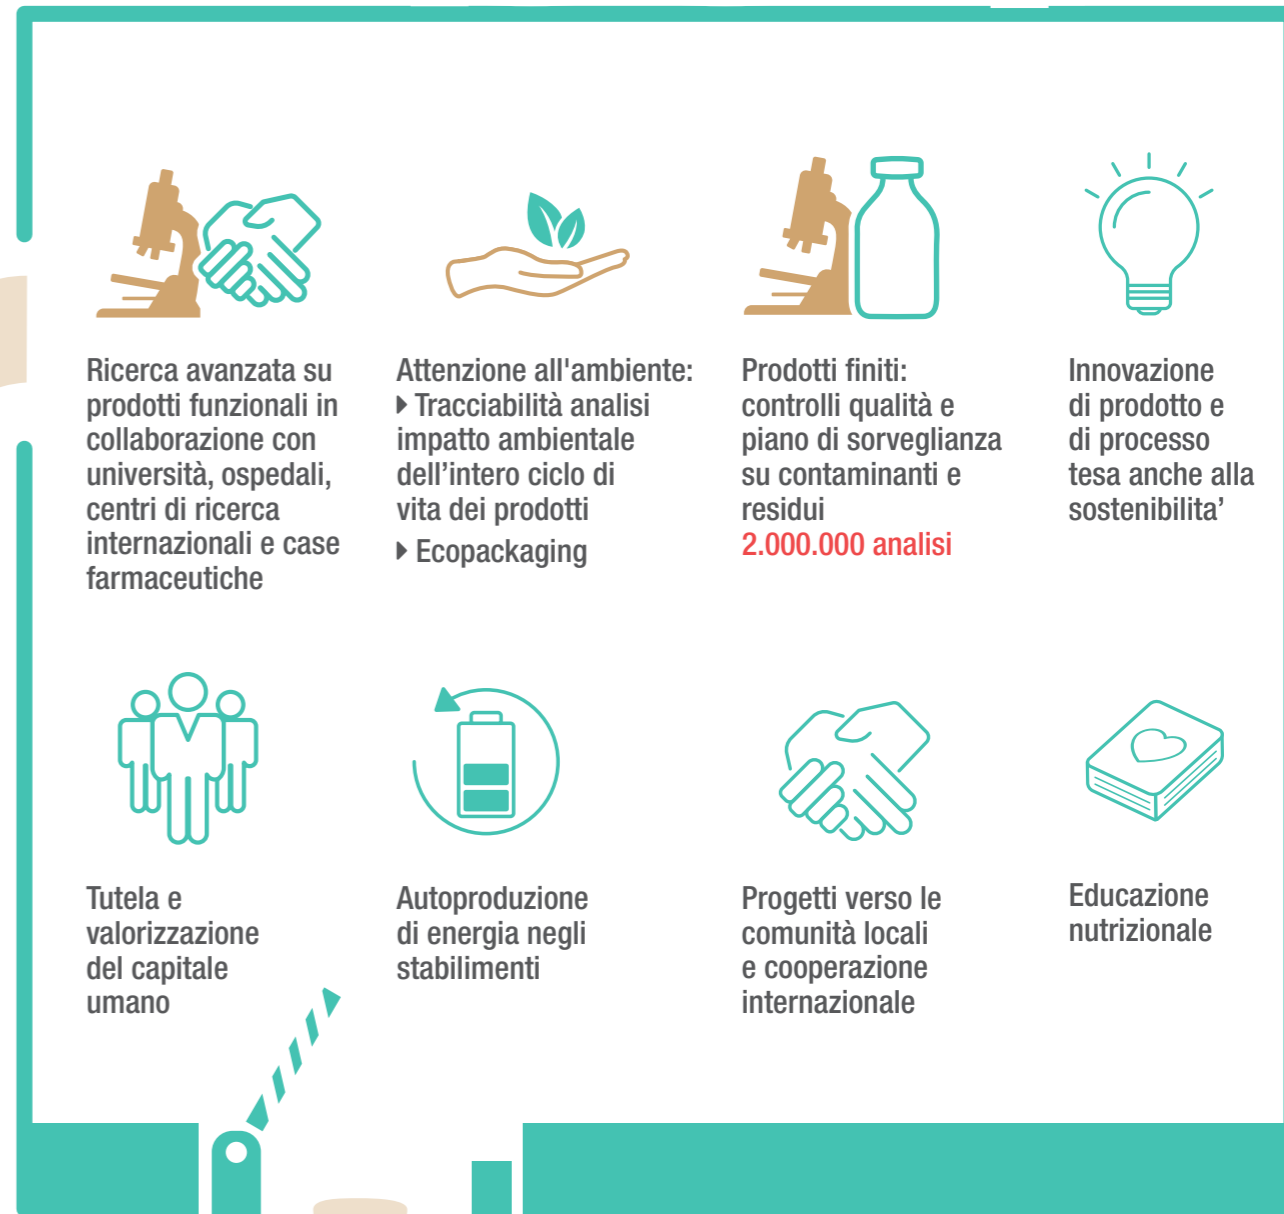 Ricerca avanzata su
prodotti funzionali in
collaborazione con
università, ospedali,
centri di ricerca
internazionali e case
farmaceutiche
Attenzione all'ambiente:
▸ Tracciabilità analisi
impatto ambientale
dell’intero ciclo di
vita dei prodotti
▸ Ecopackaging
Prodotti finiti:
controlli qualità e
piano di sorveglianza
su contaminanti e
residui
2.000.000 analisi
Innovazione
di prodotto e
di processo
tesa anche alla
sostenibilita’
Tutela e
valorizzazione
del capitale
umano
Autoproduzione
di energia negli
stabilimenti
Progetti verso le
comunità locali
e cooperazione
internazionale
Educazione
nutrizionale